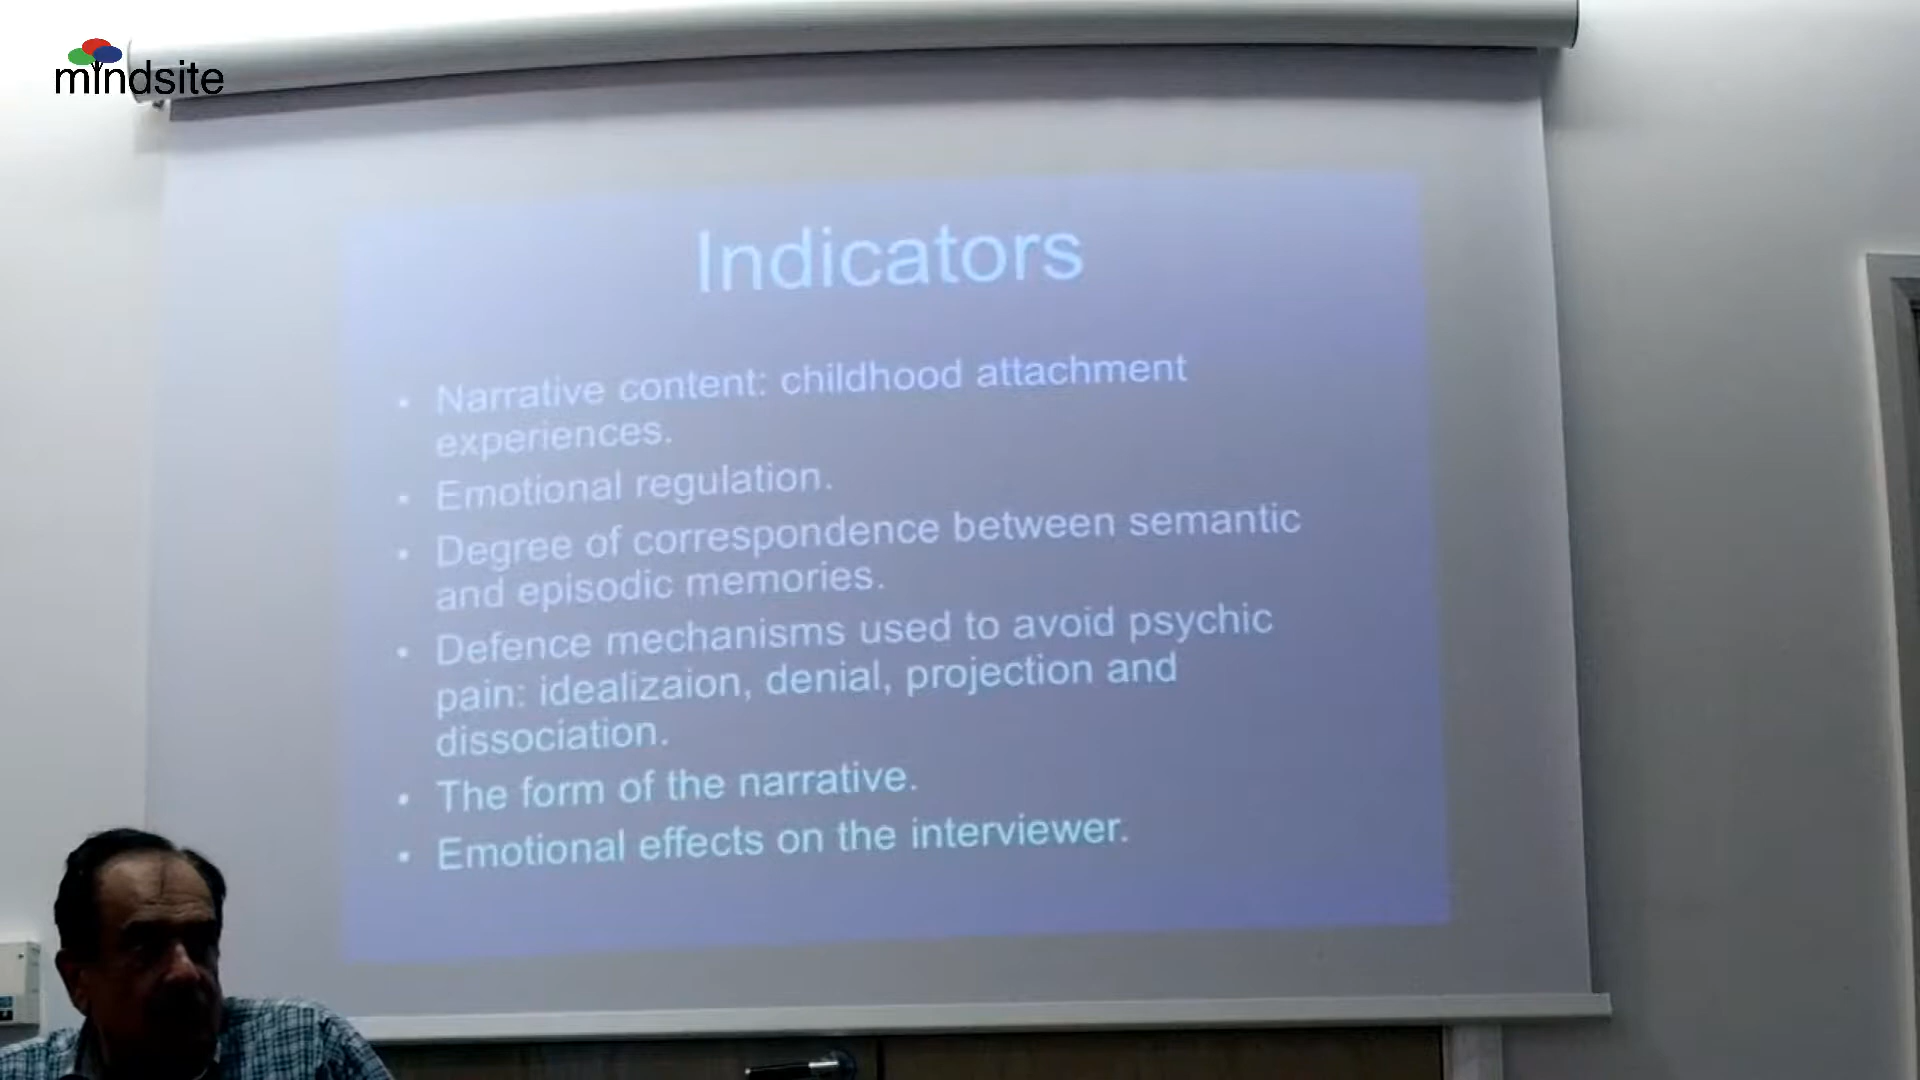 mindsite
Indicators
• Narrative content: childhood attachment
experiences.
• Emotional regulation.
• Degree of correspondence between semantic
and episodic memories.
• Defence mechanisms used to avoid psychic
pain: idealizaion, denial, projection and
dissociation.
• The form of the narrative.
• Emotional effects on the interviewer.